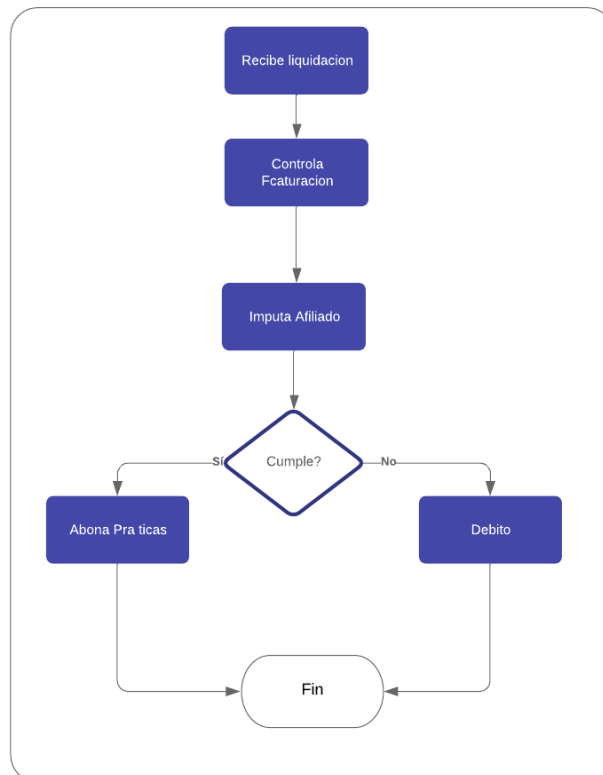 Recibe liquidacion
Controla
Fcaturacion
Imputa Afiliado
Cumple?
Sí
No
Abona Pra ticas
Debito
Fin